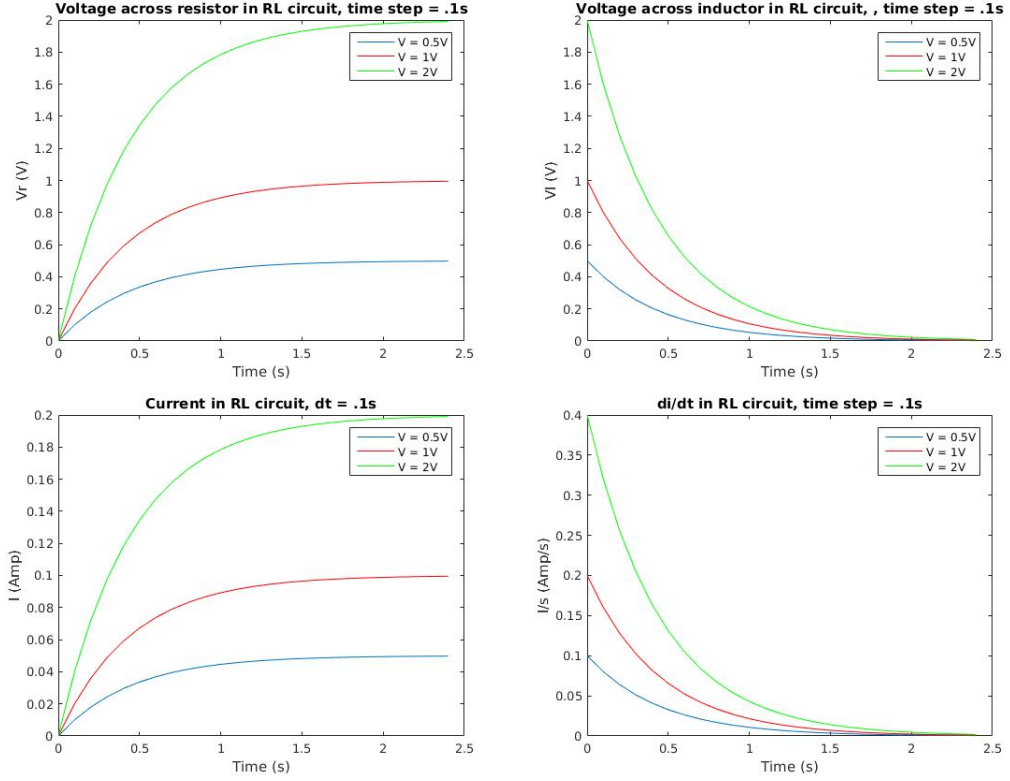 Voltage across resistor in RL circuit, time step = .1s
2
1.8
1.6
1.4
1.2
1
0.8
0.6
0.4
0.2
0
Vr (V)
V = 0.5V
V = 1V
V = 2V
0
0.5
1
1.5
2
2.5
Time (s)
Voltage across inductor in RL circuit, , time step = .1s
2
1.8
1.6
1.4
1.2
1
0.8
0.6
0.4
0.2
0
Vl (V)
V = 0.5V
V = 1V
V = 2V
0
0.5
1
1.5
2
2.5
Time (s)
Current in RL circuit, dt = .1s
0.2
0.18
0.16
0.14
0.12
0.1
0.08
0.06
0.04
0.02
0
I (Amp)
V = 0.5V
V = 1V
V = 2V
0
0.5
1
1.5
2
2.5
Time (s)
di/dt in RL circuit, time step = .1s
0.4
0.35
0.3
0.25
0.2
0.15
0.1
0.05
0
I/s (Amp/s)
V = 0.5V
V = 1V
V = 2V
0
0.5
1
1.5
2
2.5
Time (s)